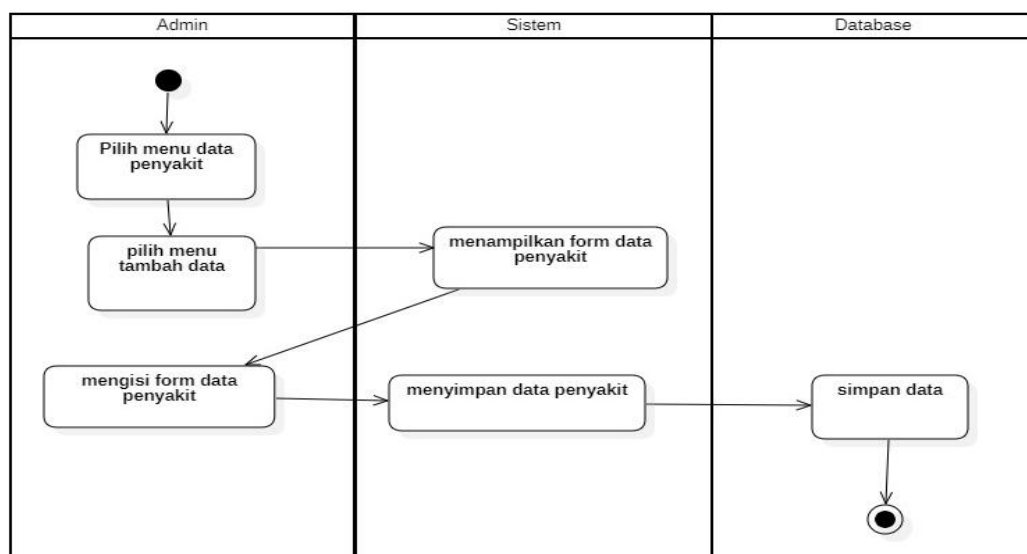 Admin
Sistem
Database
Pilih menu data
penyakit
pilih menu
tambah data
menampilkan form data
penyakit
mengisi form data
penyakit
menyimpan data penyakit
simpan data